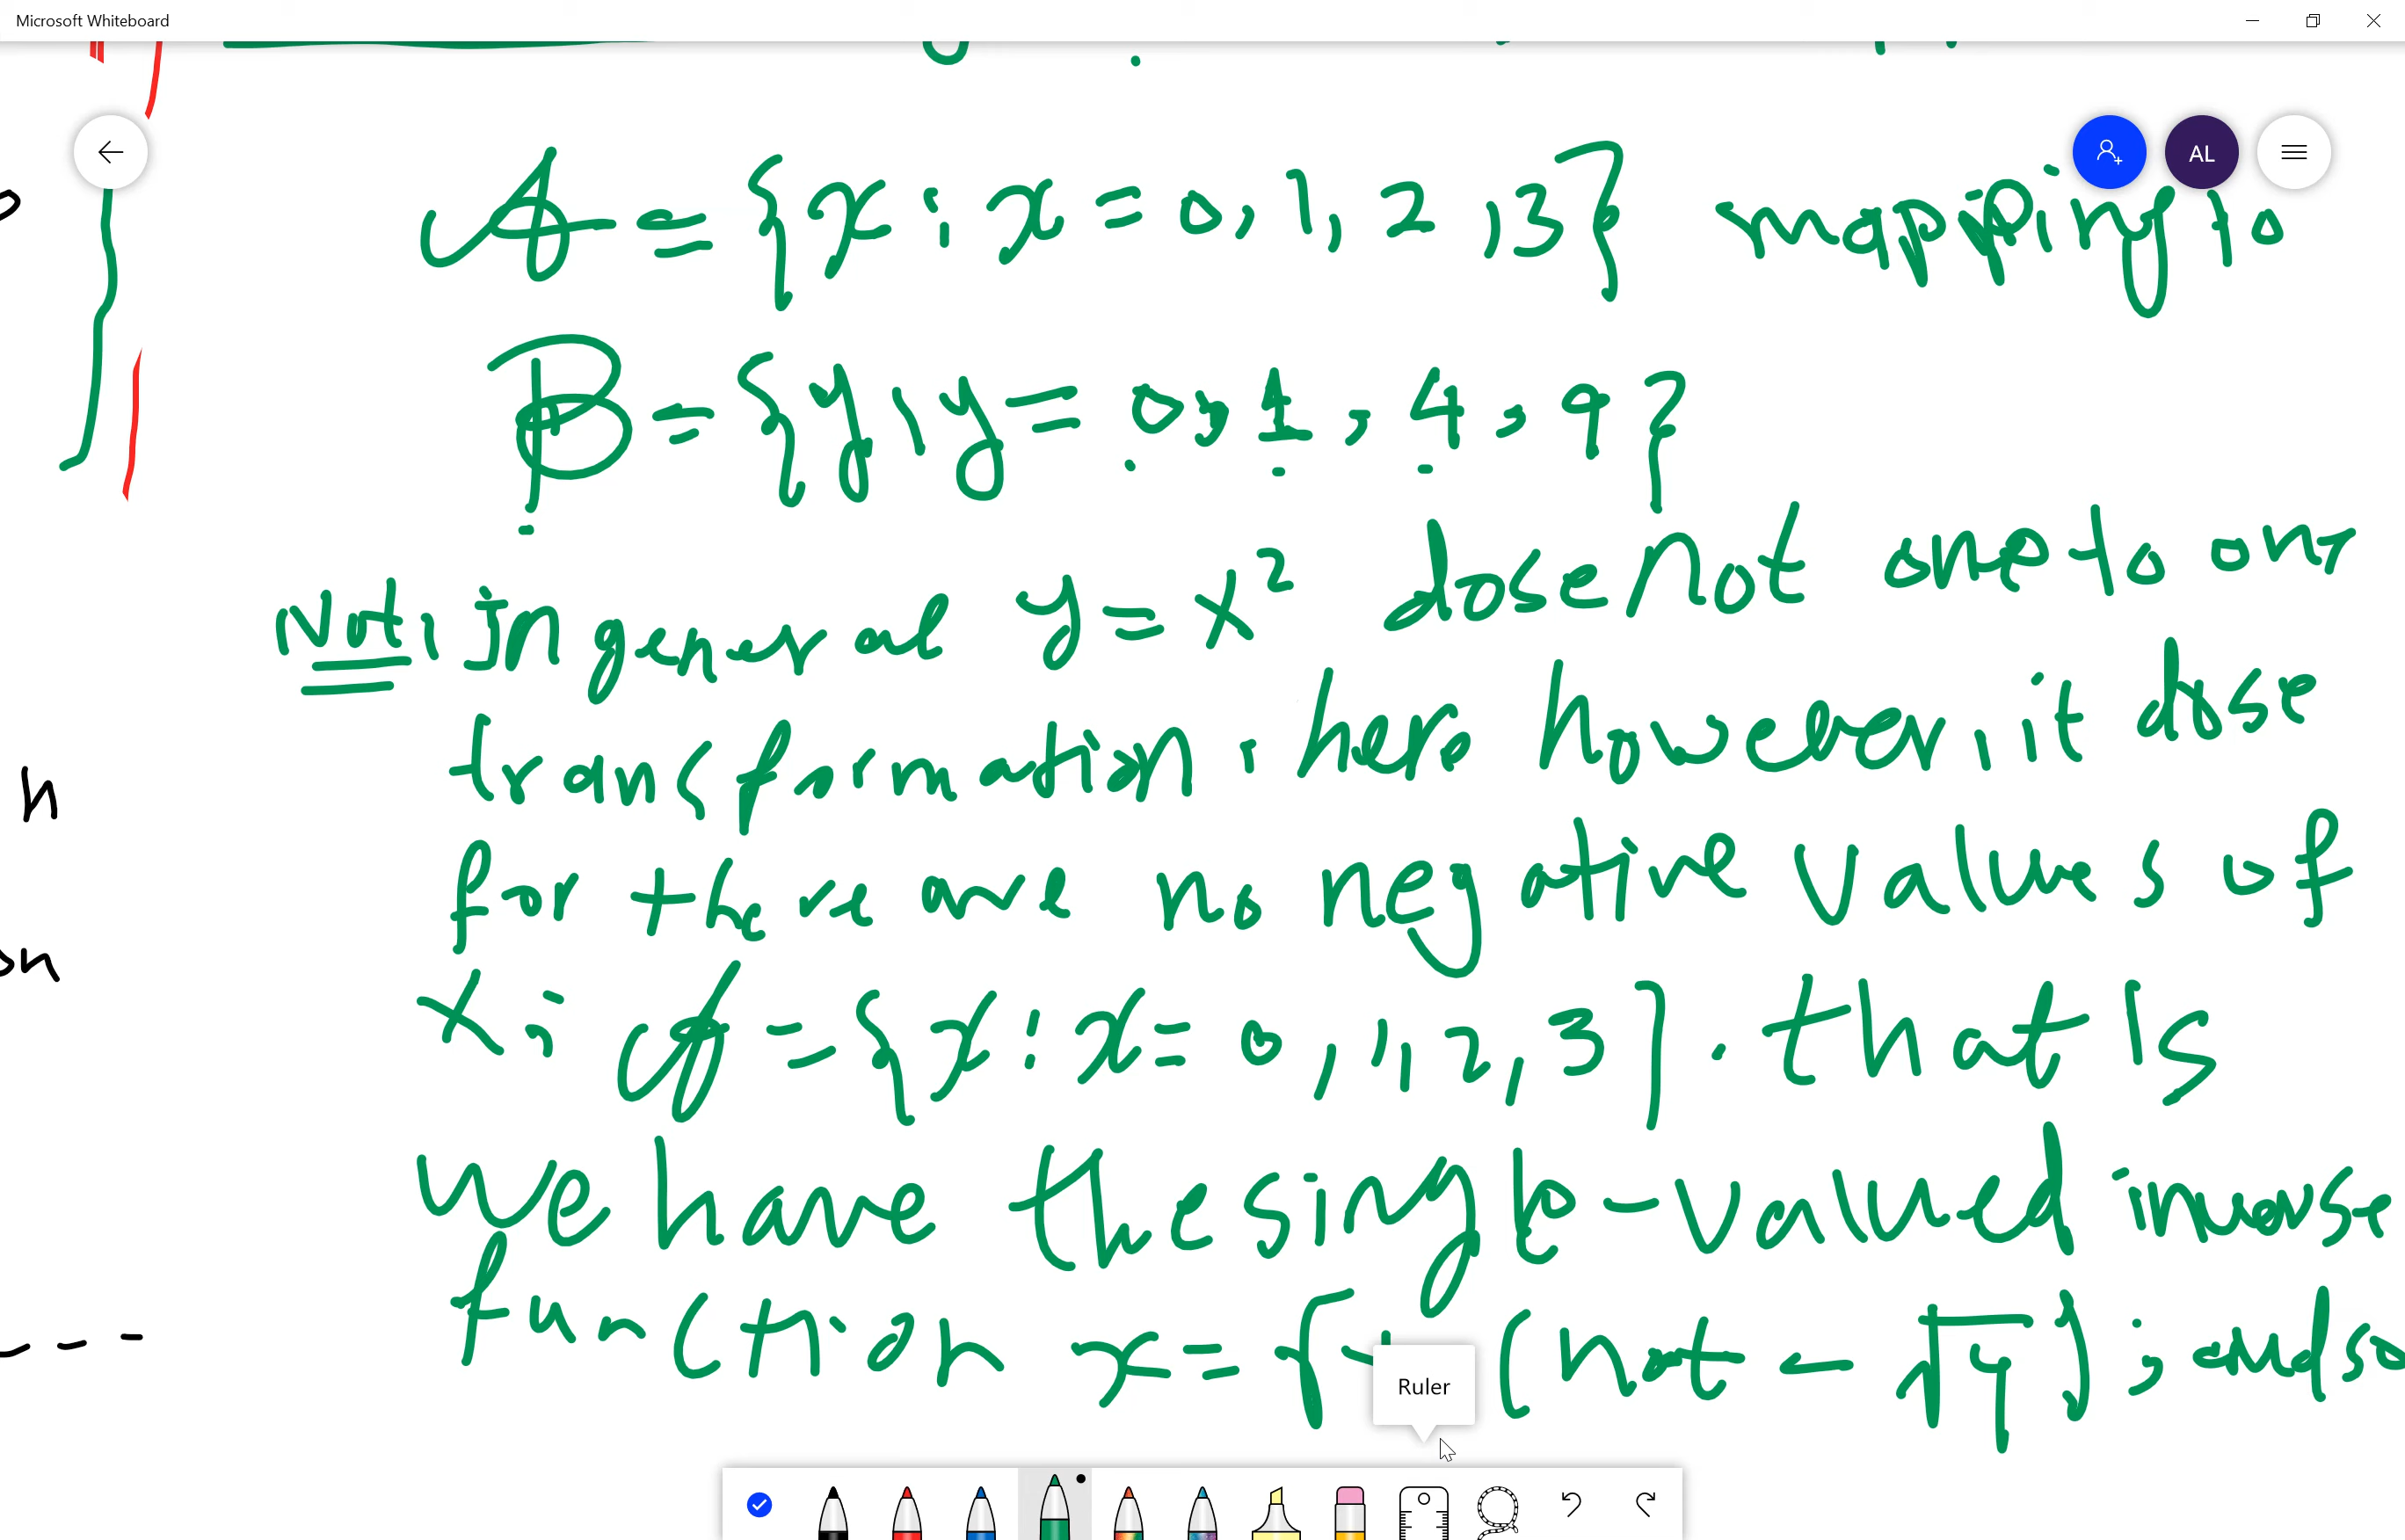 Microsoft Whiteboard
AL
A = {x : x = 0, 1, 2, 3} mapping to
B = {y, y = 0, 1, 4, 9}
Not: In general y = x² dose not one to one
transformation. here however, it dose
for there are no negative values of
x : A = {x : x = 0, 1, 2, 3}. that is
we have the single-valued inverse
function x = (not - √y) ; and so
Ruler
h
on